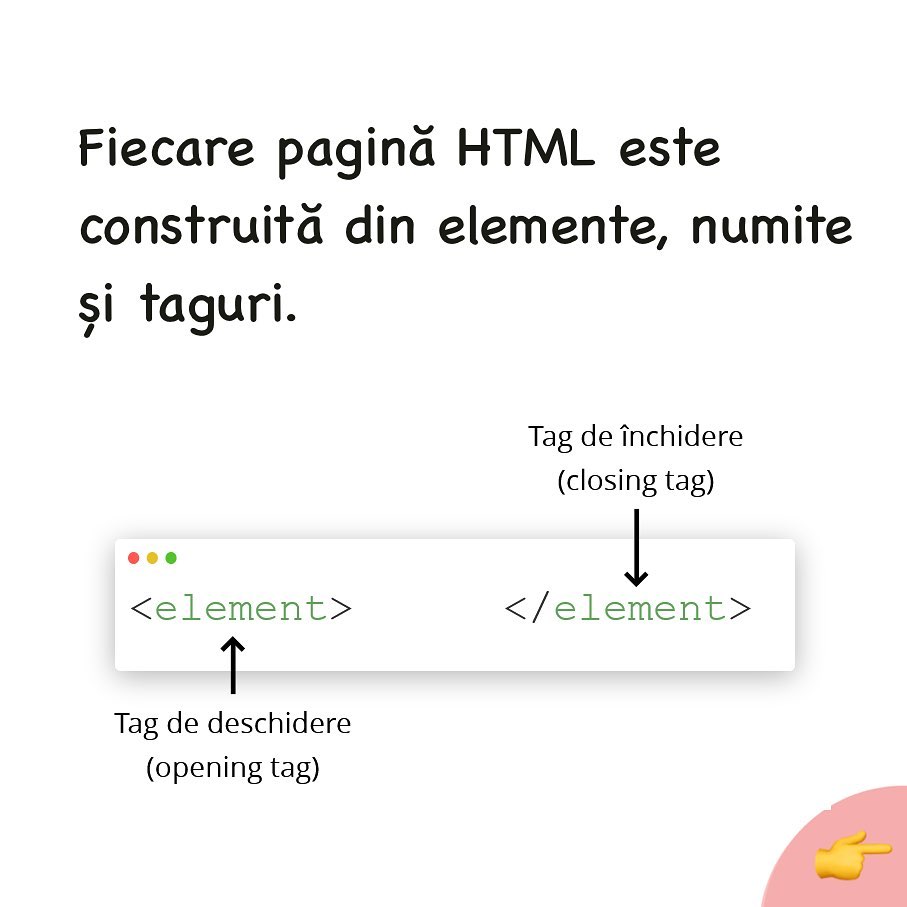 Fiecare pagină HTML este
construită din elemente, numite
și taguri.
Tag de închidere
(closing tag)
<element> </element>
Tag de deschidere
(opening tag)